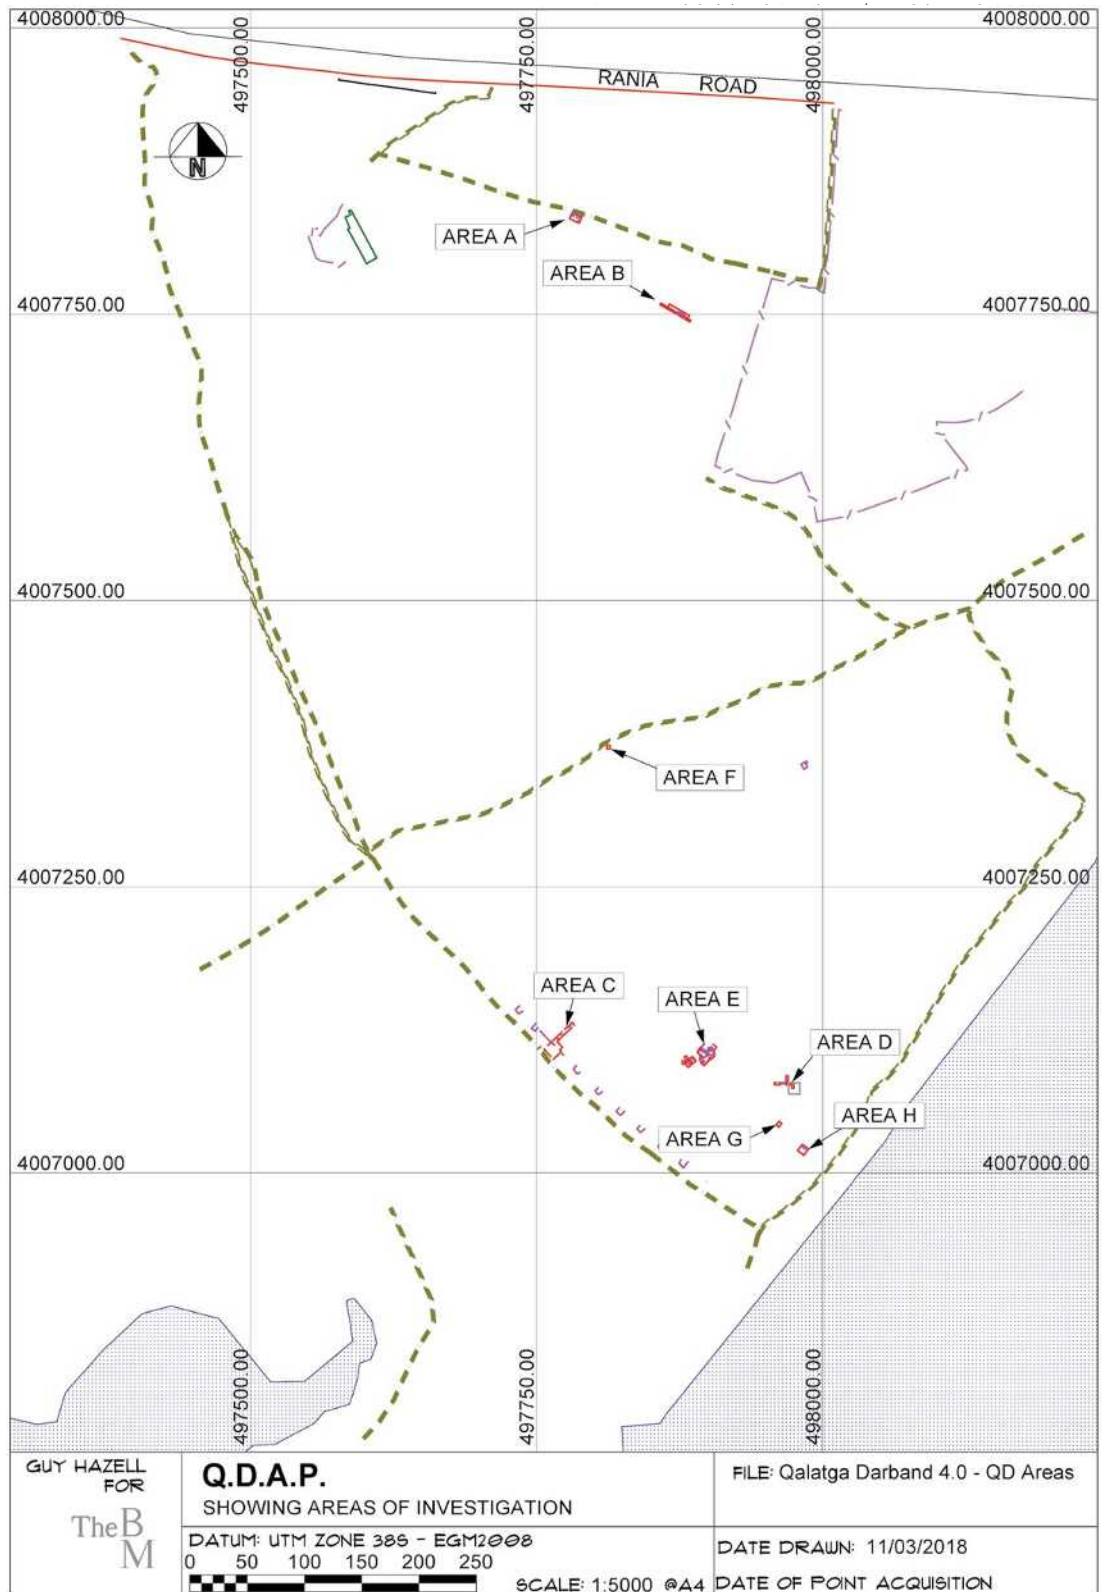 4008000.00
4008000.00
497500.00
497750.00
498000.00
RANIA ROAD
N
AREA A
AREA B
4007750.00
4007750.00
4007500.00
4007500.00
AREA F
4007250.00
4007250.00
AREA C
AREA E
AREA D
AREA H
AREA G
4007000.00
4007000.00
497500.00
497750.00
498000.00
GUY HAZELL
FOR
The BM
Q.D.A.P.
SHOWING AREAS OF INVESTIGATION
FILE: Qalatga Darband 4.0 - QD Areas
DATUM: UTM ZONE 38S - EGM2008
0 50 100 150 200 250
SCALE: 1:5000 @A4
DATE DRAWN: 11/03/2018
DATE OF POINT ACQUISITION